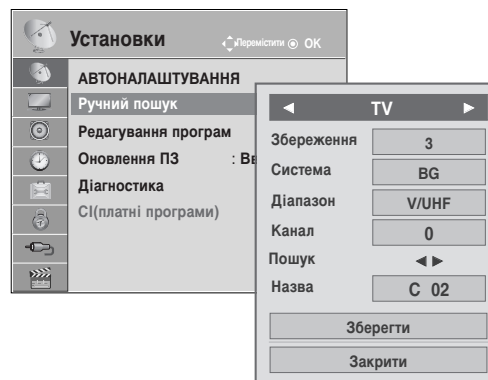 Установки
Перемістити OK
АВТОНАЛАШТУВАННЯ
Ручний пошук
Редагування програм
Оновлення ПЗ : Вв
Діагностика
CI(платні програми)
◄ TV ►
Збереження 3
Система BG
Діапазон V/UHF
Канал 0
Пошук ◄►
Назва C 02
Зберегти
Закрити